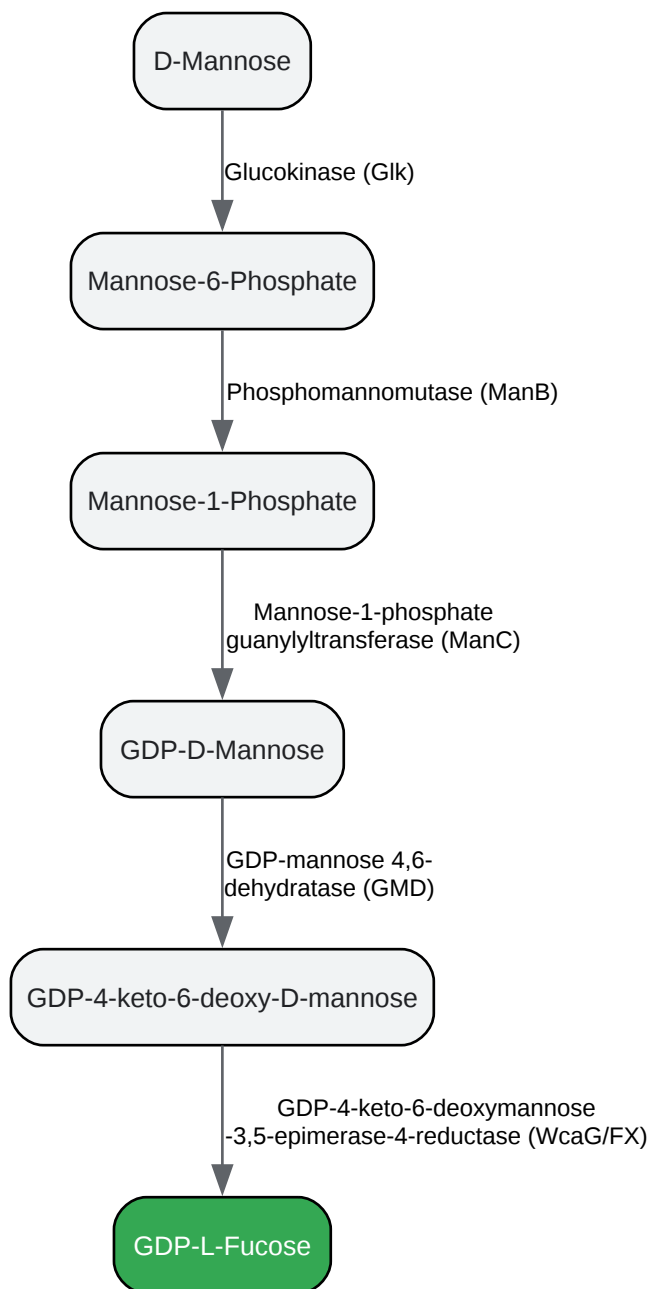 D-Mannose
Glucokinase (Glk)
Mannose-6-Phosphate
Phosphomannomutase (ManB)
Mannose-1-Phosphate
Mannose-1-phosphate
guanylyltransferase (ManC)
GDP-D-Mannose
GDP-mannose 4,6-
dehydratase (GMD)
GDP-4-keto-6-deoxy-D-mannose
GDP-4-keto-6-deoxymannose
-3,5-epimerase-4-reductase (WcaG/FX)
GDP-L-Fucose